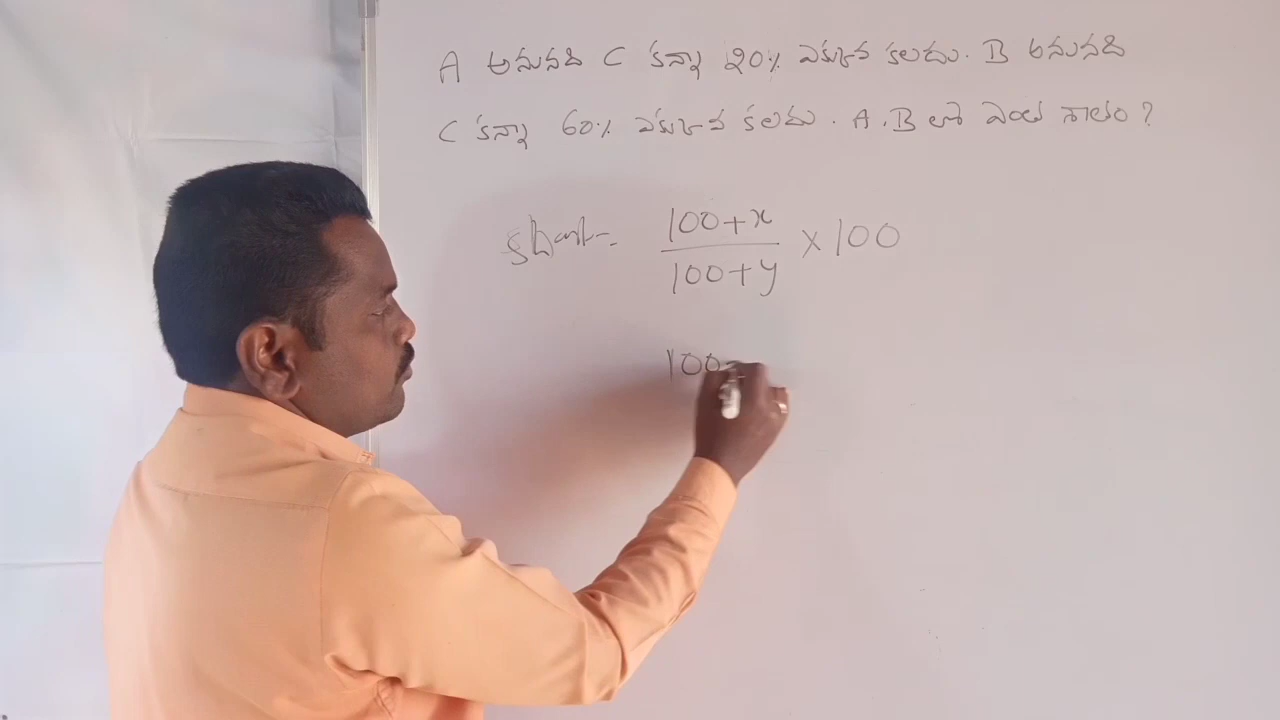 A అనునది C కన్నా 20% ఎక్కువ కలదు. B అనునది
C కన్నా 60% ఎక్కువ కలదు. A, B లో ఎంత శాతం?
100+x
100+y
× 100
100+